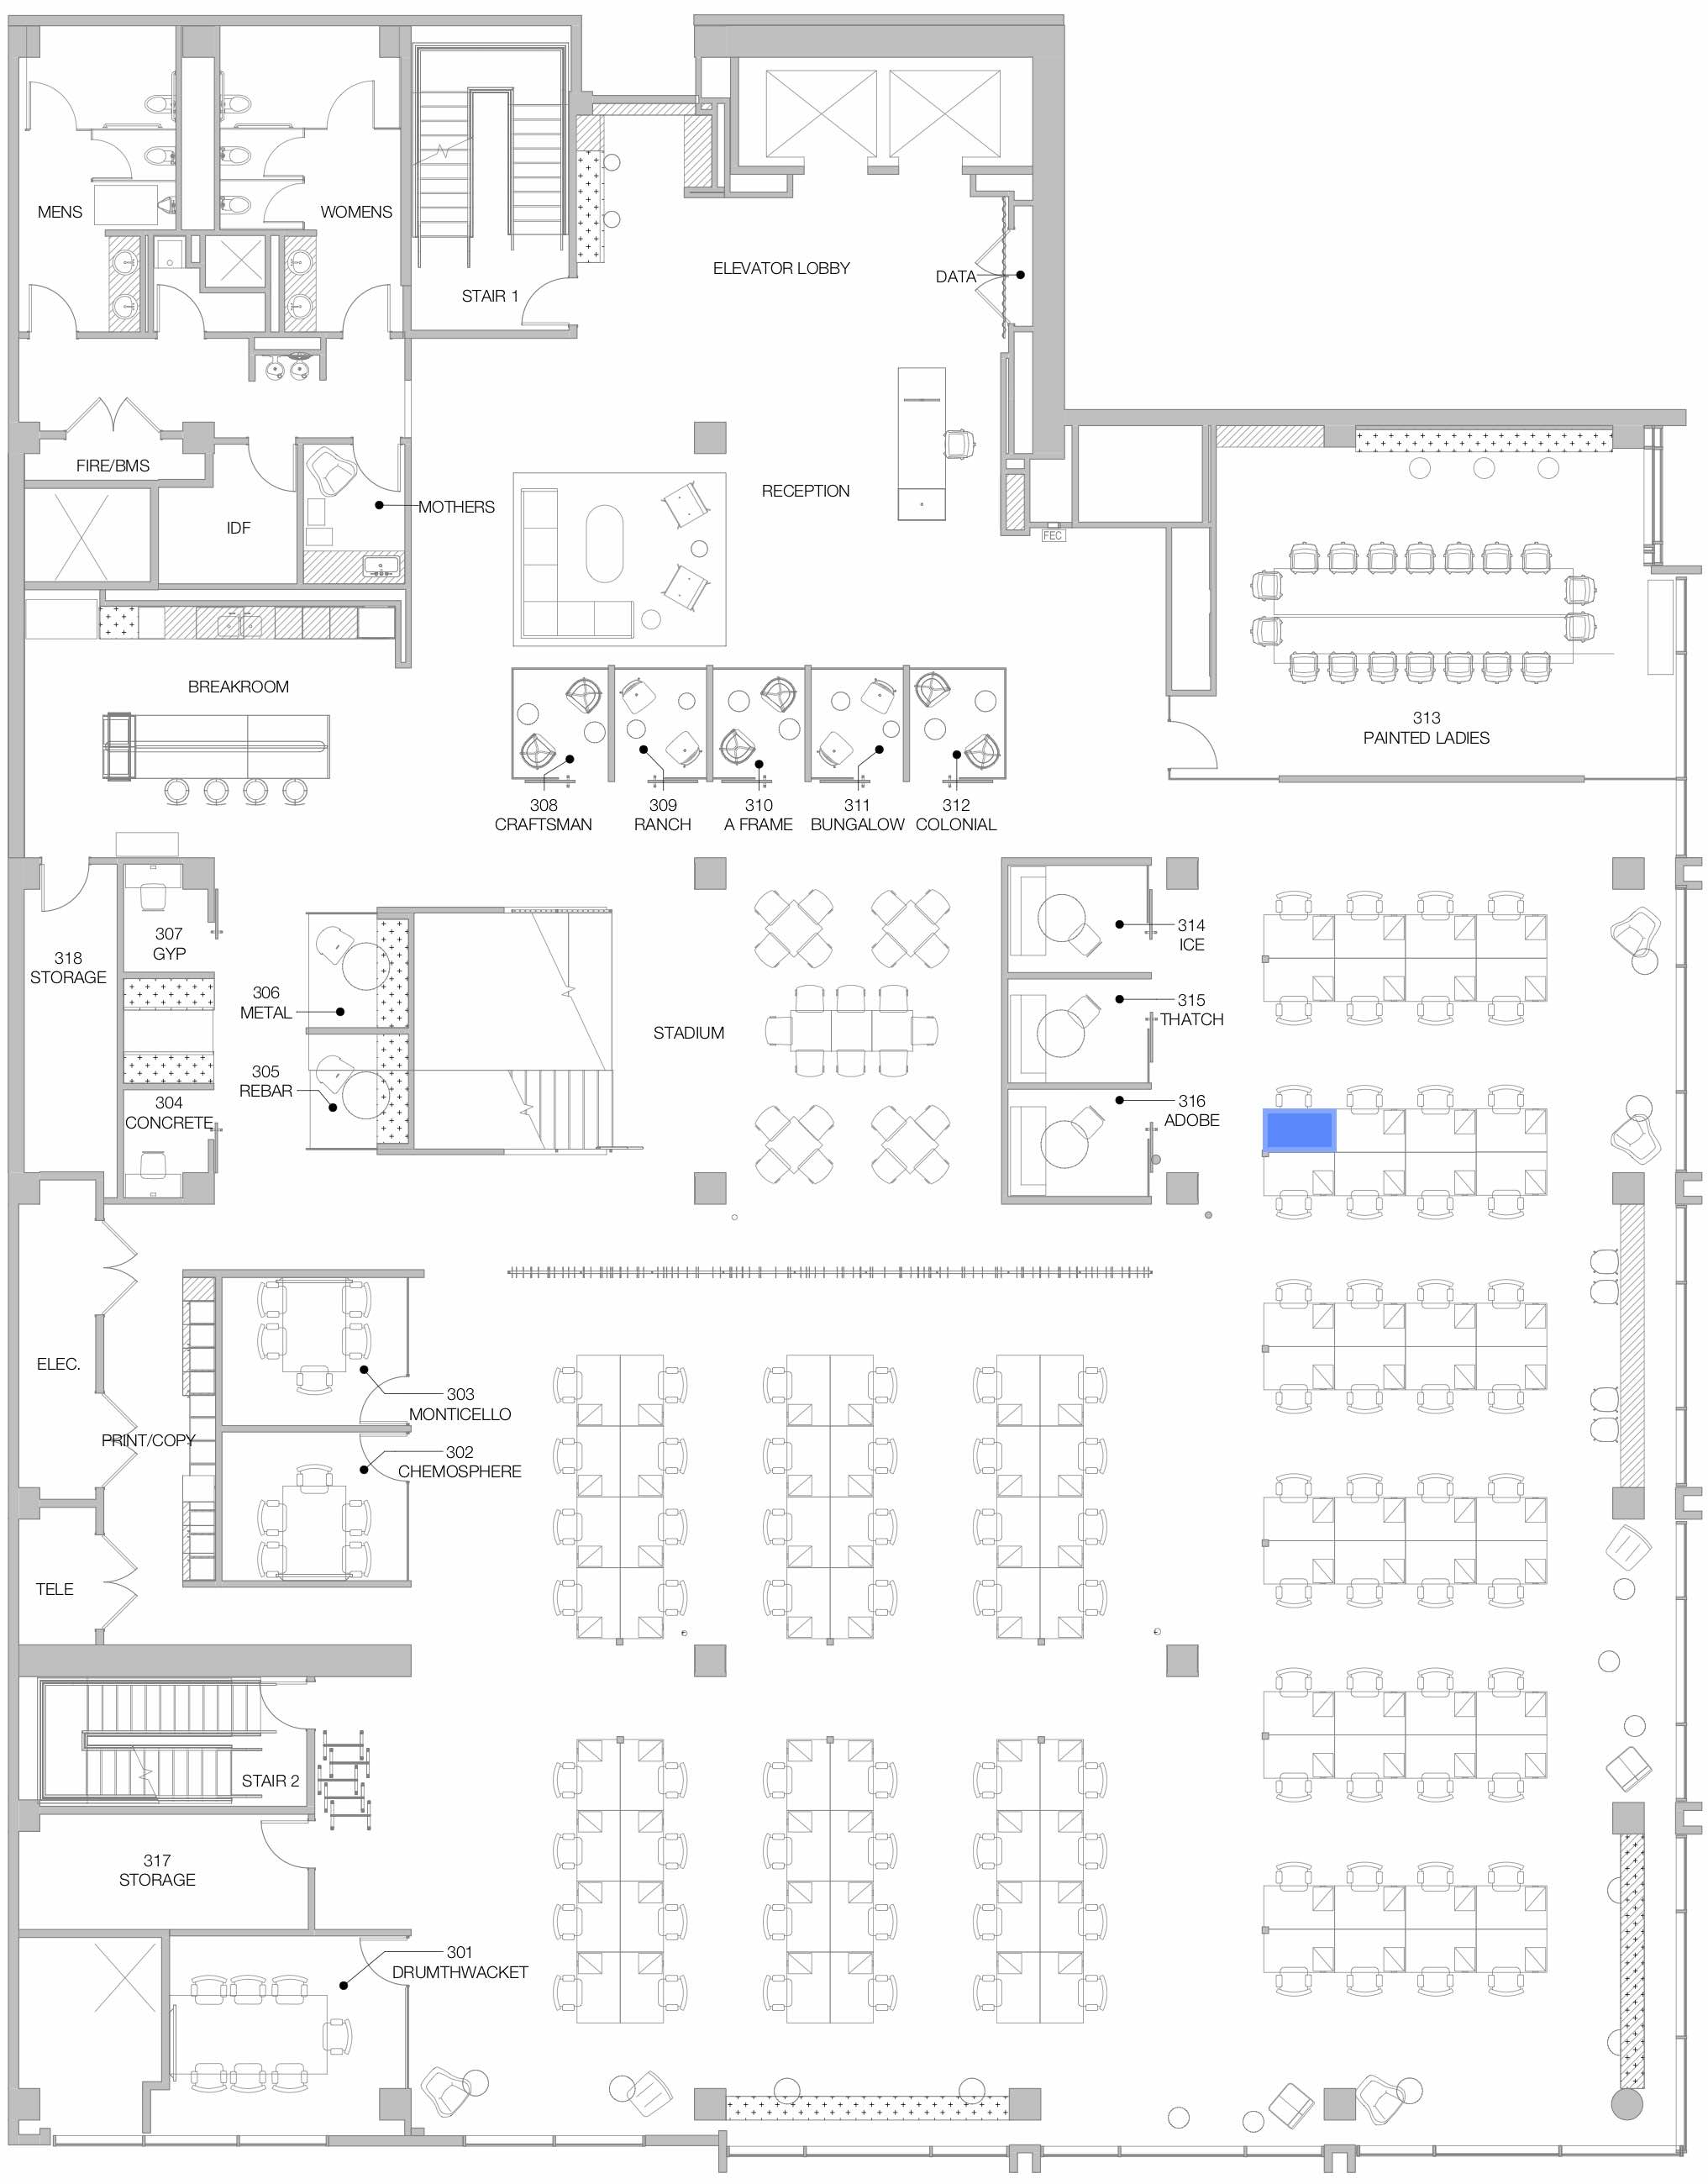 MENS
WOMENS
STAIR 1
ELEVATOR LOBBY
DATA
FIRE/BMS
IDF
MOTHERS
RECEPTION
FEC
BREAKROOM
313
PAINTED LADIES
308
CRAFTSMAN
309
RANCH
310
A FRAME
311
BUNGALOW
312
COLONIAL
307
GYP
318
STORAGE
306
METAL
305
REBAR
304
CONCRETE
STADIUM
314
ICE
315
THATCH
316
ADOBE
ELEC.
303
MONTICELLO
PRINT/COPY
302
CHEMOSPHERE
TELE
STAIR 2
317
STORAGE
301
DRUMTHWACKET